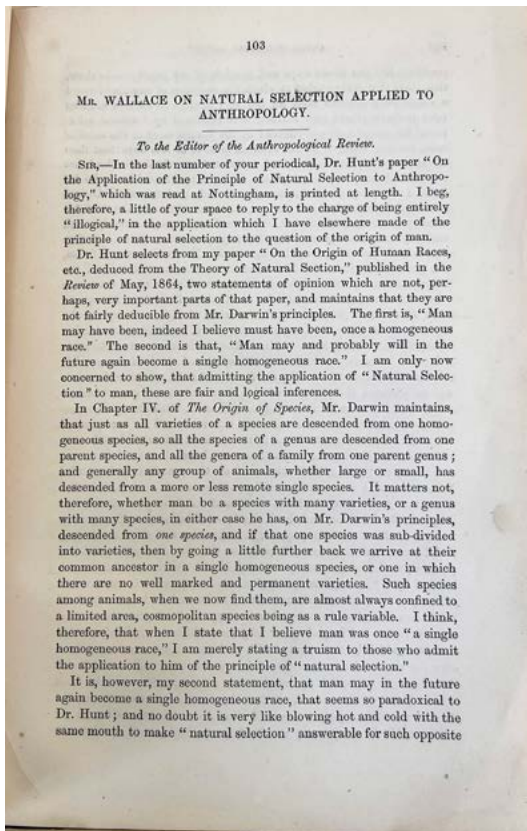 103
MR. WALLACE ON NATURAL SELECTION APPLIED TO
ANTHROPOLOGY.
To the Editor of the Anthropological Review.
SIR,—In the last number of your periodical, Dr. Hunt's paper "On
the Application of the Principle of Natural Selection to Anthropo-
logy," which was read at Nottingham, is printed at length. I beg,
therefore, a little of your space to reply to the charge of being entirely
"illogical," in the application which I have elsewhere made of the
principle of natural selection to the question of the origin of man.
Dr. Hunt selects from my paper "On the Origin of Human Races,
etc., deduced from the Theory of Natural Section," published in the
Review of May, 1864, two statements of opinion which are not, per-
haps, very important parts of that paper, and maintains that they are
not fairly deducible from Mr. Darwin's principles. The first is, "Man
may have been, indeed I believe must have been, once a homogeneous
race." The second is that, "Man may and probably will in the
future again become a single homogeneous race." I am only now
concerned to show, that admitting the application of "Natural Selec-
tion" to man, these are fair and logical inferences.
In Chapter IV. of The Origin of Species, Mr. Darwin maintains,
that just as all varieties of a species are descended from one homo-
geneous species, so all the species of a genus are descended from one
parent species, and all the genera of a family from one parent genus;
and generally any group of animals, whether large or small, has
descended from a more or less remote single species. It matters not,
therefore, whether man be a species with many varieties, or a genus
with many species, in either case he has, on Mr. Darwin's principles,
descended from one species, and if that one species was sub-divided
into varieties, then by going a little further back we arrive at their
common ancestor in a single homogeneous species, or one in which
there are no well marked and permanent varieties. Such species
among animals, when we now find them, are almost always confined to
a limited area, cosmopolitan species being as a rule variable. I think,
therefore, that when I state that I believe man was once "a single
homogeneous race," I am merely stating a truism to those who admit
the application to him of the principle of "natural selection."
It is, however, my second statement, that man may in the future
again become a single homogeneous race, that seems so paradoxical to
Dr. Hunt; and no doubt it is very like blowing hot and cold with the
same mouth to make "natural selection" answerable for such opposite